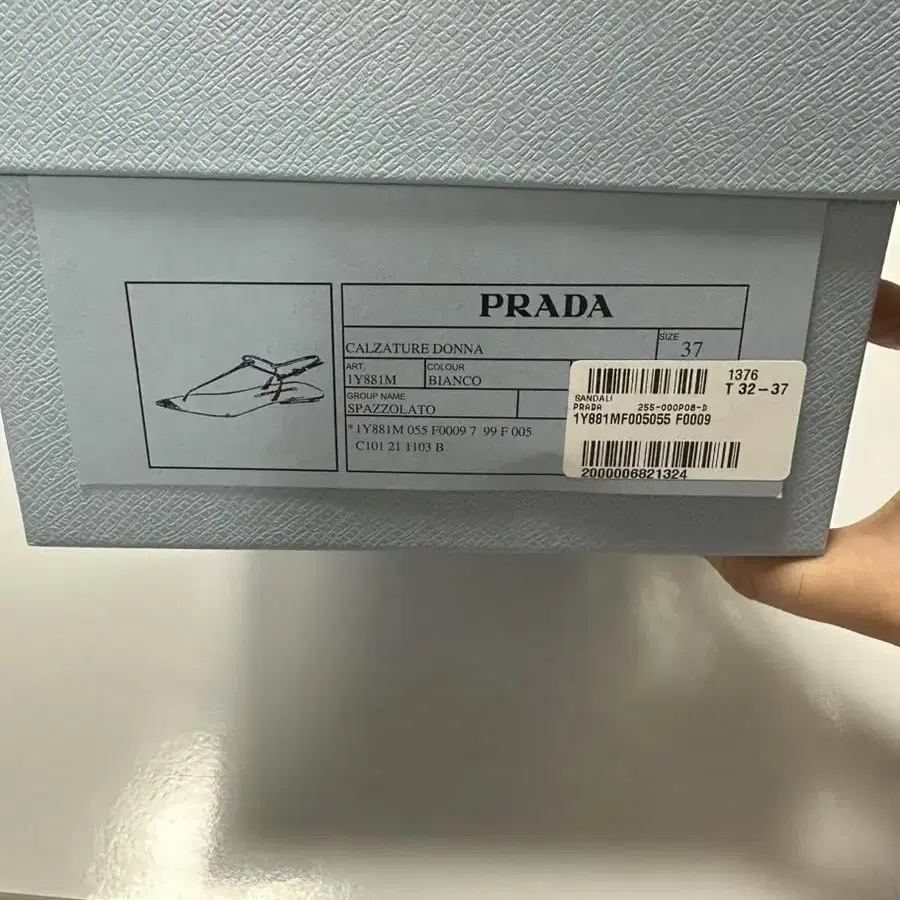 PRADA
CALZATURE DONNA
SIZE
37
ART.
1Y881M
COLOUR
BIANCO
GROUP NAME
SPAZZOLATO
*1Y881M 055 F0009 7 99 F 005
C101 21 1103 B
1376
T 32-37
SANDALI
PRADA 255-000P08-D
1Y881MF005055 F0009
2000006821324